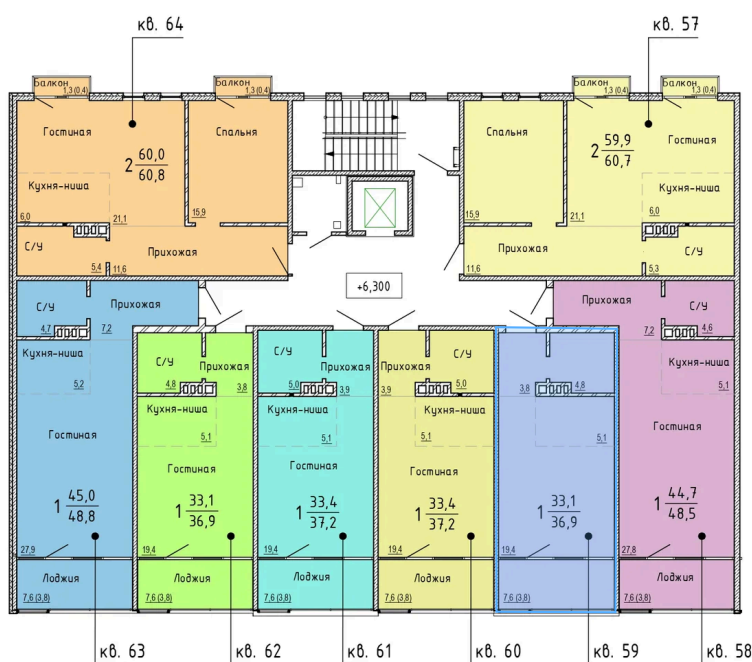 кв. 64
кв. 57
Балкон
1,3 (0,4)
Балкон
1,3 (0,4)
Балкон
1,3 (0,4)
Балкон
1,3 (0,4)
Гостиная
Спальня
2 60,0
60,8
Кухня-ниша
6,0
21,1
15,9
С/У
Прихожая
5,4
11,6
Спальня
2 59,9
60,7
Гостиная
Кухня-ниша
15,9
21,1
6,0
Прихожая
С/У
11,6
5,3
+6,300
С/У
Прихожая
4,7
7,2
Кухня-ниша
5,2
Гостиная
1 45,0
48,8
27,9
Лоджия
7,6 (3,8)
С/У
Прихожая
4,8
3,8
Кухня-ниша
5,1
Гостиная
1 33,1
36,9
19,4
Лоджия
7,6 (3,8)
С/У
Прихожая
5,0
3,9
Кухня-ниша
5,1
Гостиная
1 33,4
37,2
19,4
Лоджия
7,6 (3,8)
Прихожая
С/У
3,9
5,0
Кухня-ниша
5,1
Гостиная
1 33,4
37,2
19,4
Лоджия
7,6 (3,8)
3,8
4,8
5,1
1 33,1
36,9
19,4
7,6 (3,8)
Прихожая
С/У
7,2
4,6
Кухня-ниша
5,1
Гостиная
1 44,7
48,5
27,8
Лоджия
7,6 (3,8)
кв. 63
кв. 62
кв. 61
кв. 60
кв. 59
кв. 58